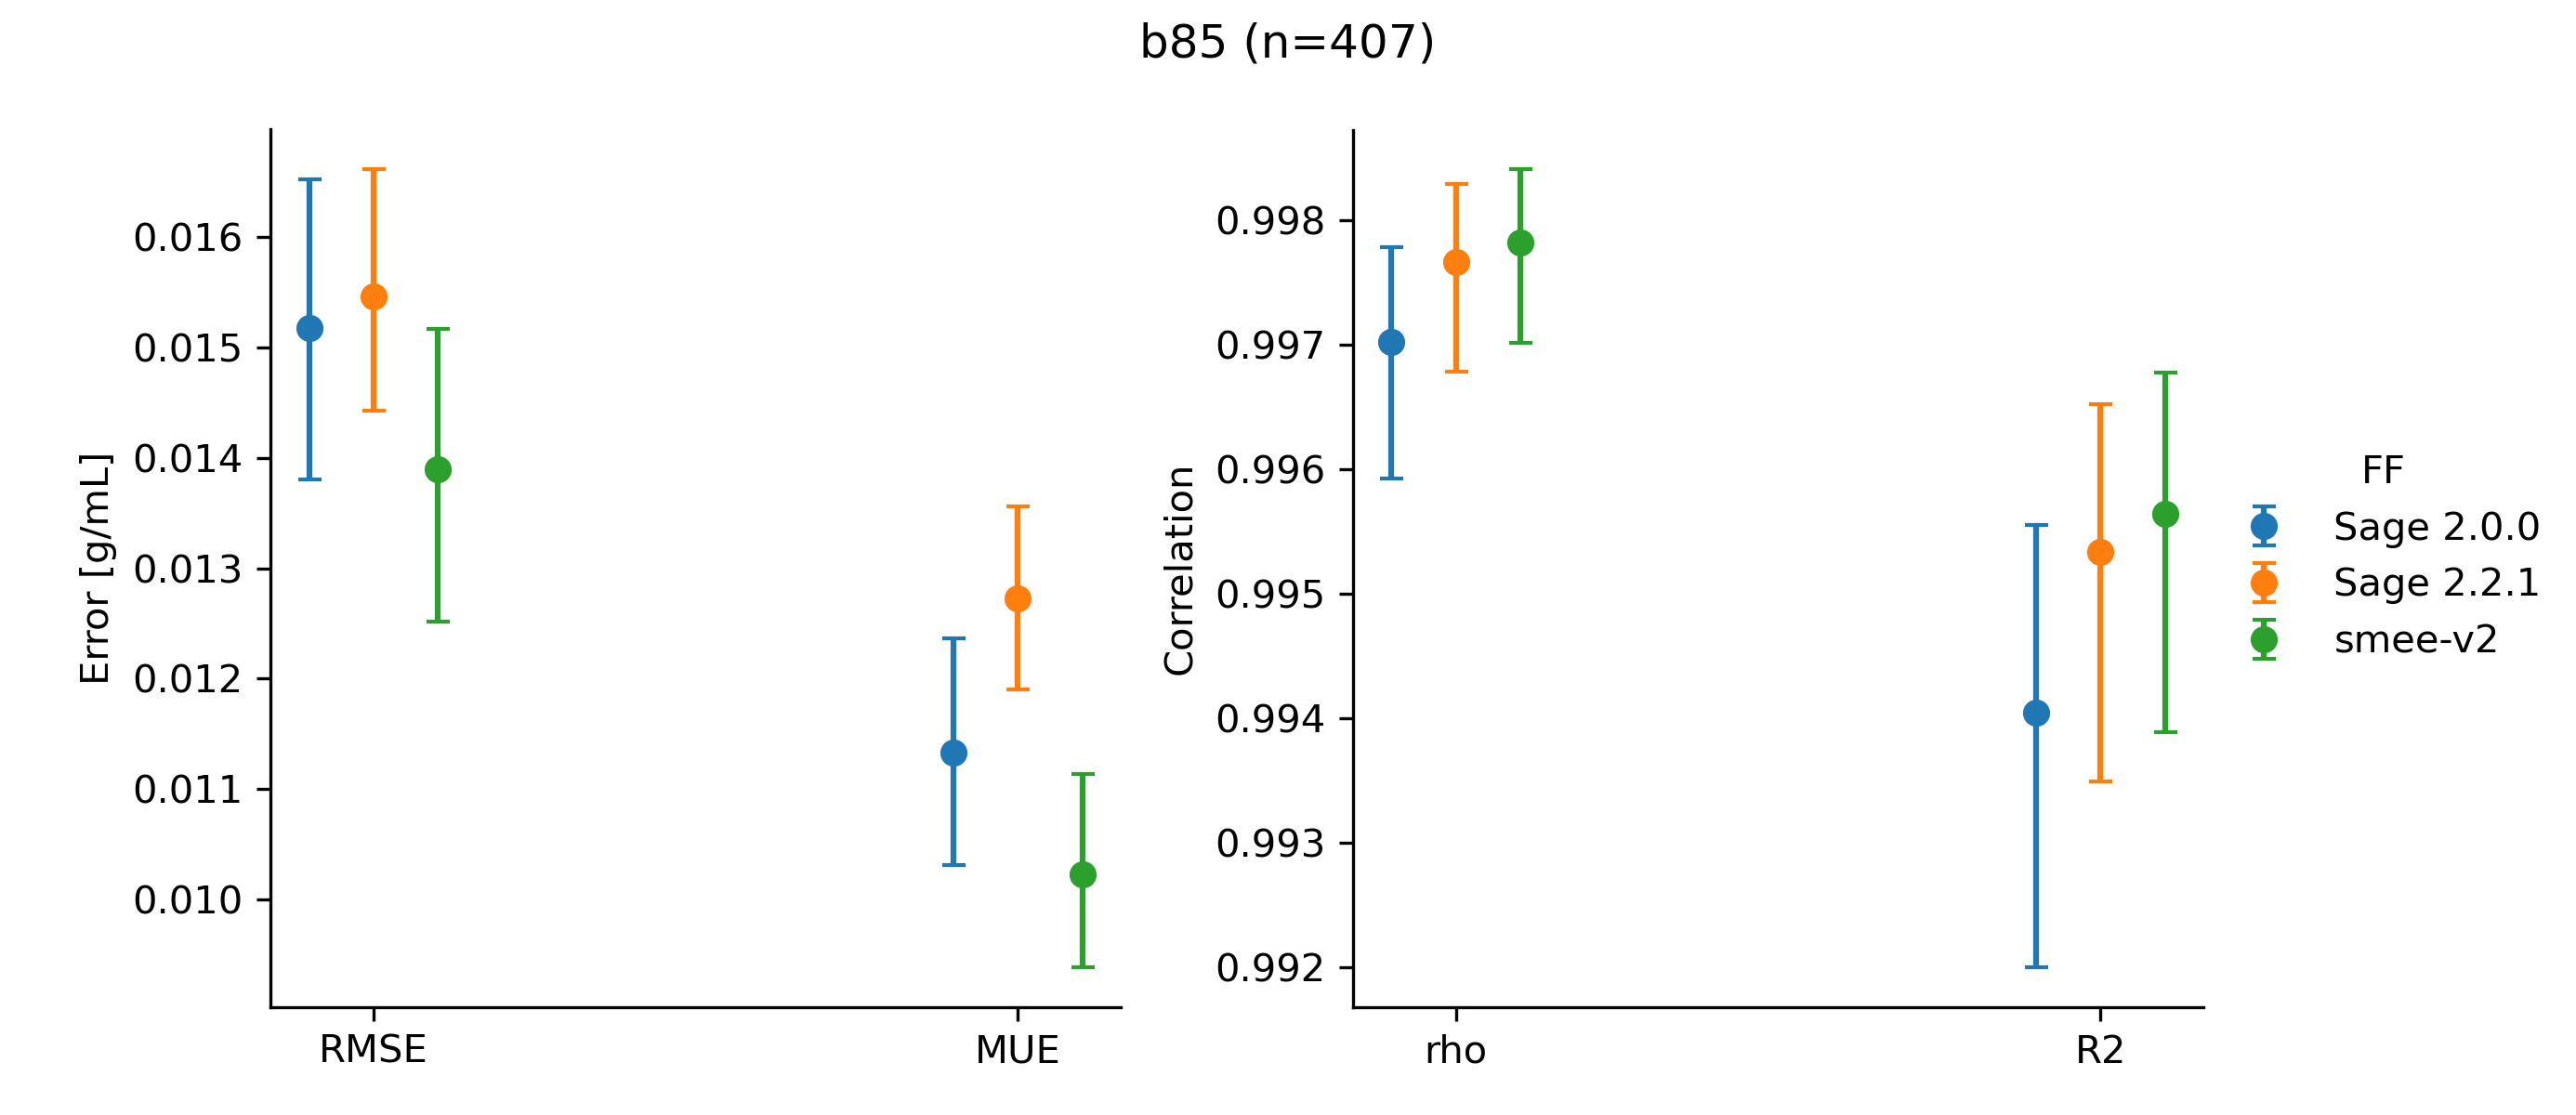 b85 (n=407)
Error [g/mL]
0.016
0.015
0.014
0.013
0.012
0.011
0.010
RMSE
MUE
Correlation
0.998
0.997
0.996
0.995
0.994
0.993
0.992
rho
R2
FF
Sage 2.0.0
Sage 2.2.1
smee-v2